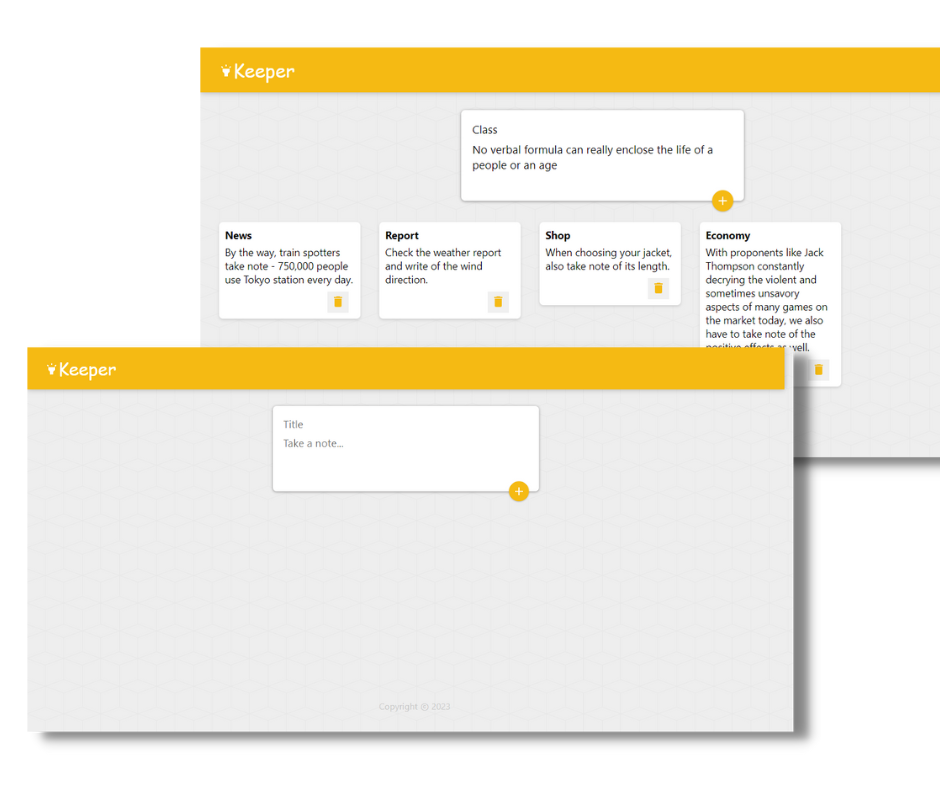 Keeper
Class
No verbal formula can really enclose the life of a
people or an age
+
News
By the way, train spotters
take note - 750,000 people
use Tokyo station every day.
Report
Check the weather report
and write of the wind
direction.
Shop
When choosing your jacket,
also take note of its length.
Economy
With proponents like Jack
Thompson constantly
decrying the violent and
sometimes unsavory
aspects of many games on
the market today, we also
have to take note of the
positive effects as well.
Keeper
Title
Take a note...
+
Copyright © 2023